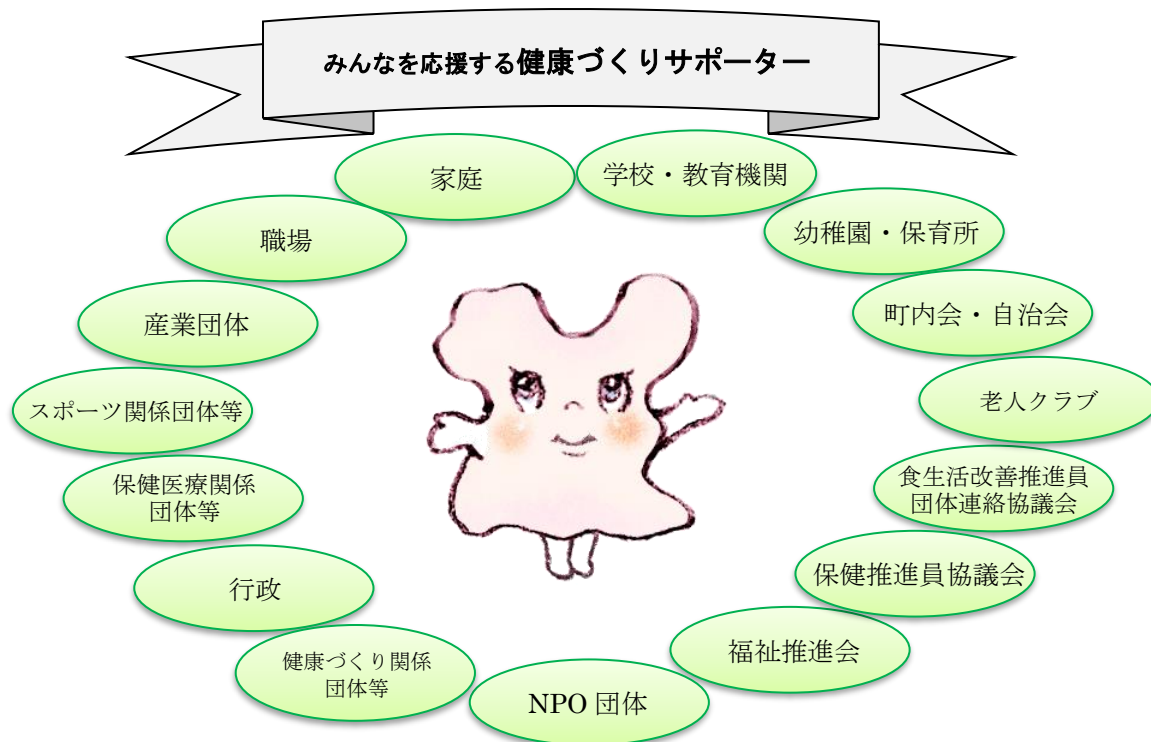 みんなを応援する健康づくりサポーター
家庭
学校・教育機関
幼稚園・保育所
町内会・自治会
老人クラブ
食生活改善推進員
団体連絡協議会
保健推進員協議会
福祉推進会
NPO 団体
健康づくり関係
団体等
行政
保健医療関係
団体等
スポーツ関係団体等
産業団体
職場